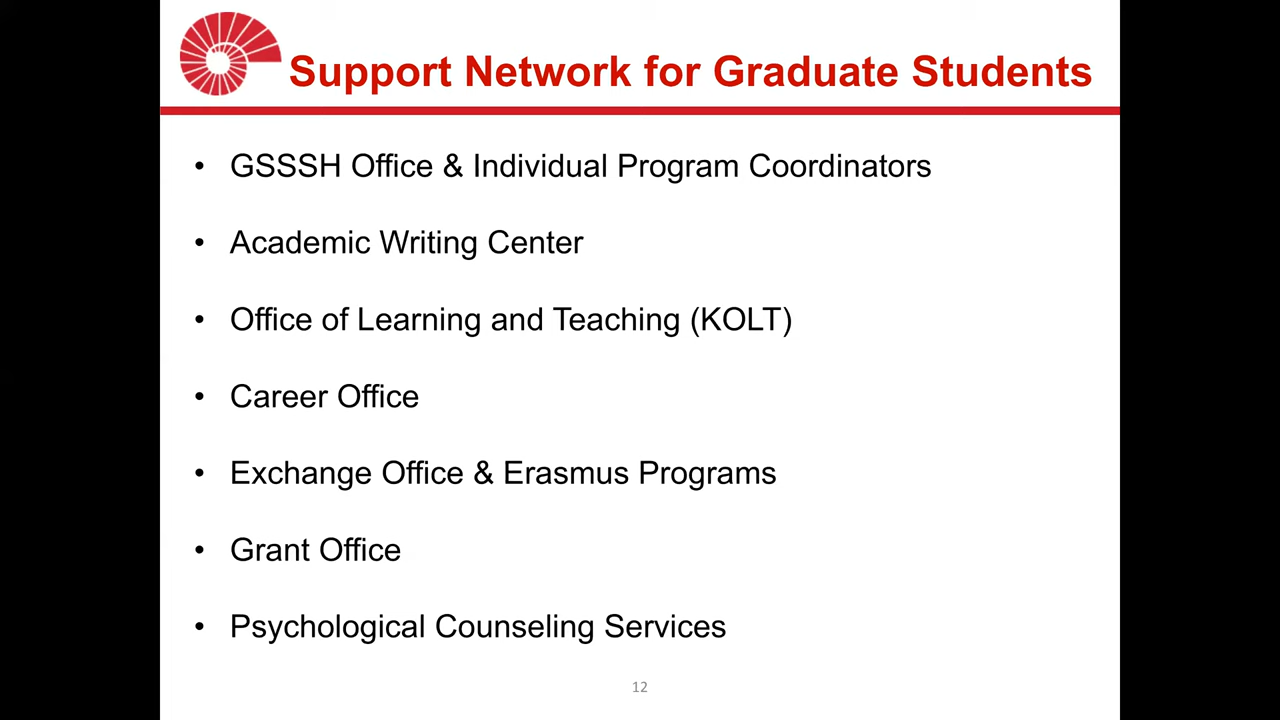 Support Network for Graduate Students
• GSSSH Office & Individual Program Coordinators
• Academic Writing Center
• Office of Learning and Teaching (KOLT)
• Career Office
• Exchange Office & Erasmus Programs
• Grant Office
• Psychological Counseling Services
12